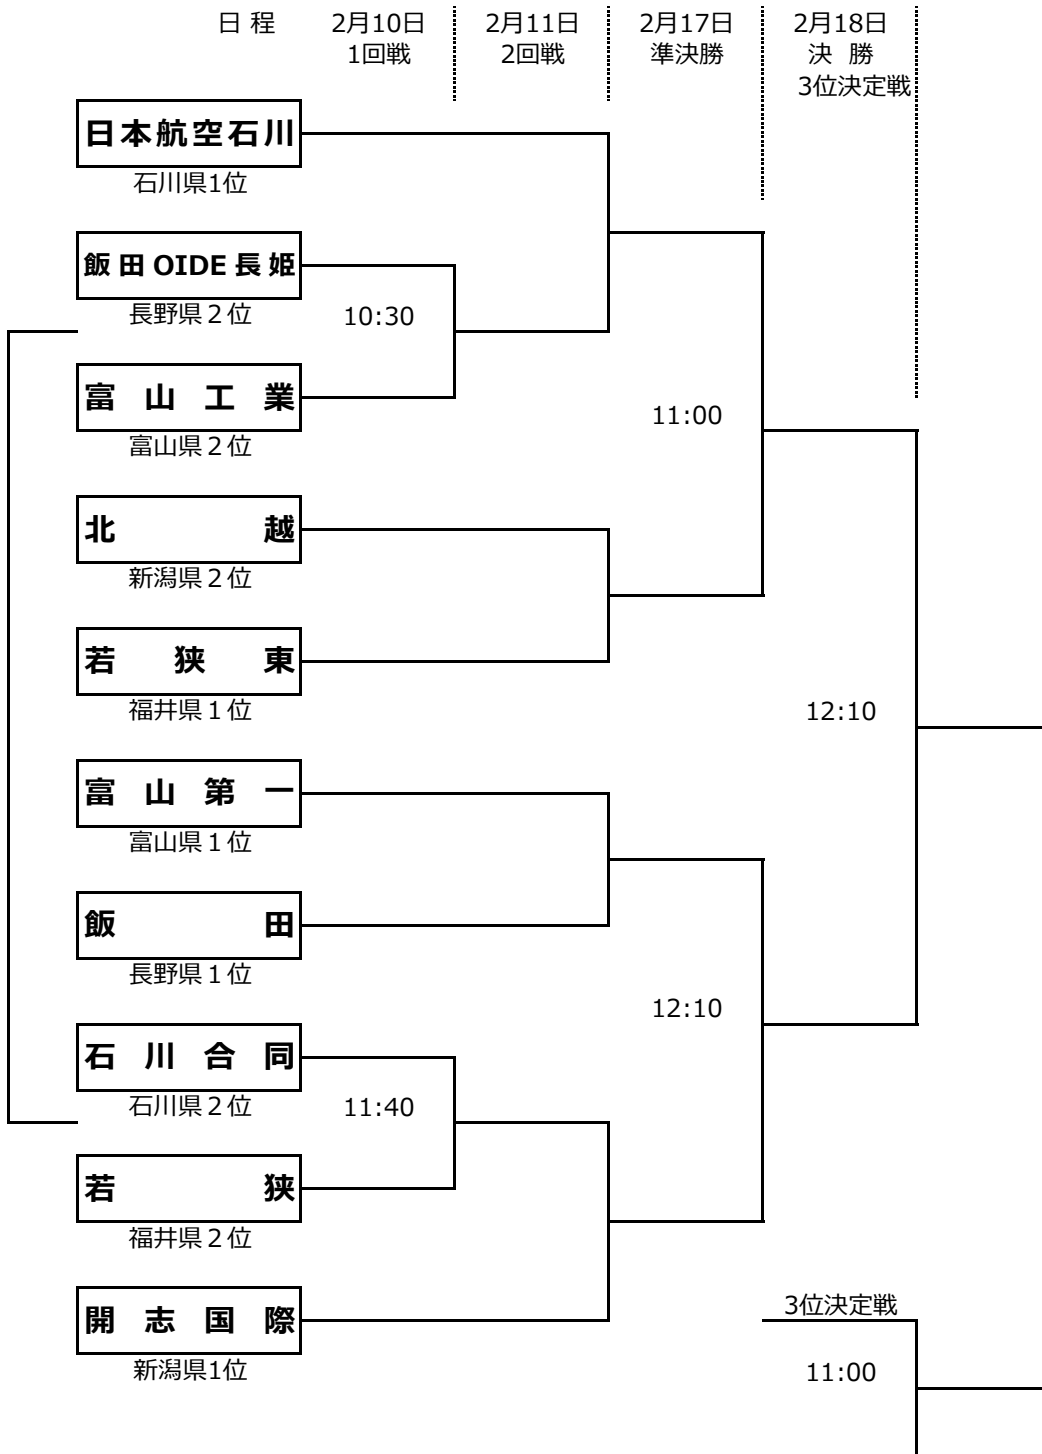 日 程 2月10日 2月11日 2月17日 2月18日
1回戦 2回戦 準決勝 決 勝
3位決定戦
日本航空石川
石川県1位
飯田OIDE長姫
長野県２位
10:30
富山工業
富山県２位
11:00
北越
新潟県２位
若狭東
福井県１位
12:10
富山第一
富山県１位
飯田
長野県１位
12:10
石川合同
石川県２位
11:40
若狭
福井県２位
開志国際
新潟県1位
3位決定戦
11:00